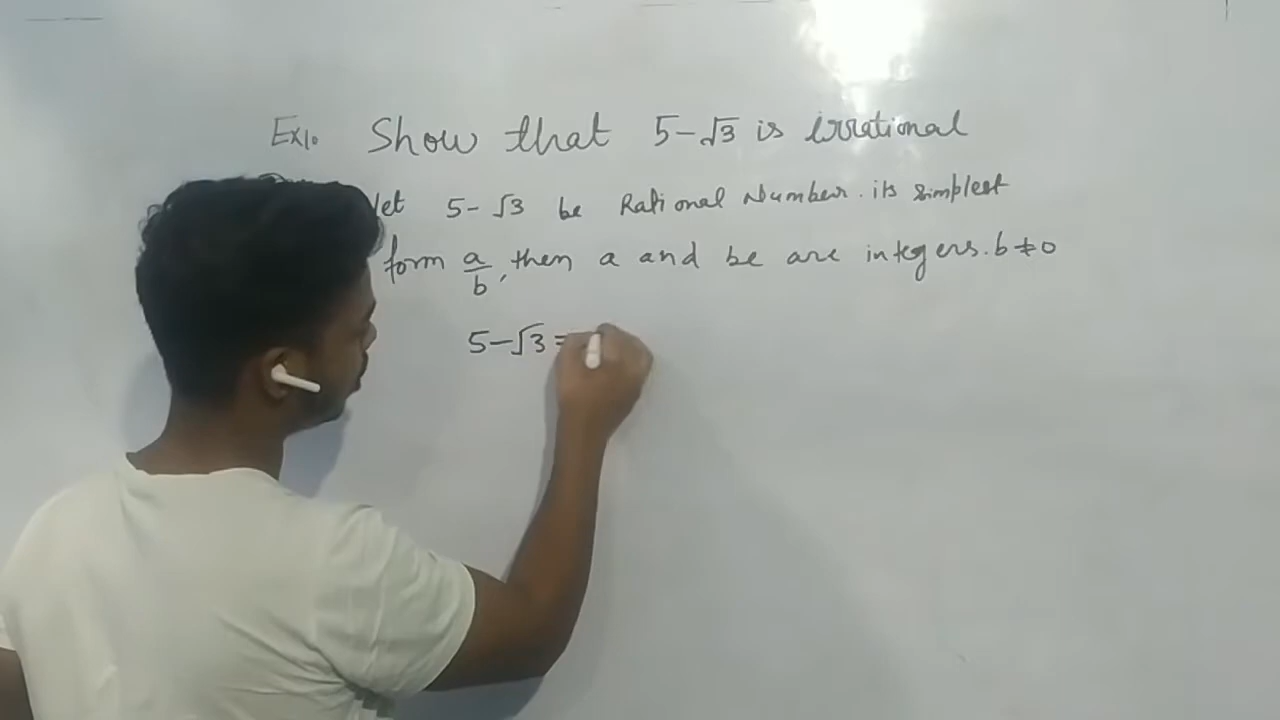 Ex1. Show that 5-√3 is irrational
Let 5-√3 be Rational Number. its simplest
form a/b, then a and be are integers. b≠0
5-√3=